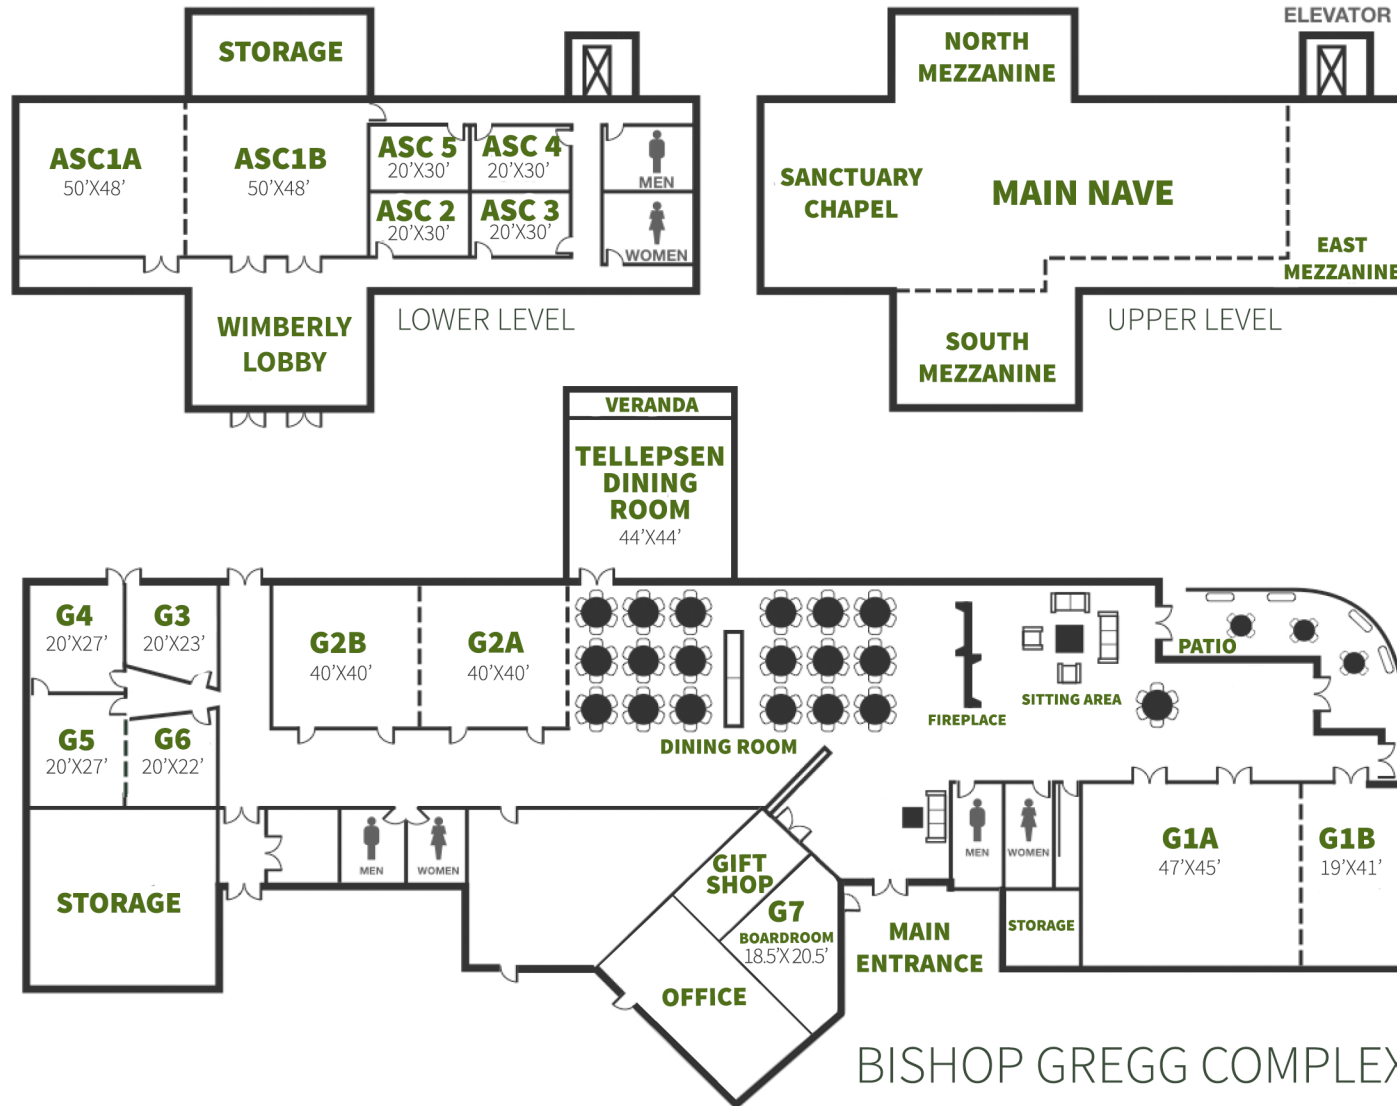 ELEVATOR
STORAGE
NORTH
MEZZANINE
ASC1A
50'X48'
ASC1B
50'X48'
ASC 5
20'X30'
ASC 4
20'X30'
MEN
ASC 2
20'X30'
ASC 3
20'X30'
WOMEN
SANCTUARY
CHAPEL
MAIN NAVE
EAST
MEZZANINE
WIMBERLY
LOBBY
LOWER LEVEL
UPPER LEVEL
SOUTH
MEZZANINE
VERANDA
TELLEPSEN
DINING
ROOM
44'X44'
G4
20'X27'
G3
20'X23'
G2B
40'X40'
G2A
40'X40'
PATIO
SITTING AREA
FIREPLACE
DINING ROOM
G5
20'X27'
G6
20'X22'
STORAGE
MEN
WOMEN
GIFT
SHOP
G7
BOARDROOM
18.5'X 20.5'
OFFICE
MEN
WOMEN
G1A
47'X45'
G1B
19'X41'
STORAGE
MAIN
ENTRANCE
BISHOP GREGG COMPLEX